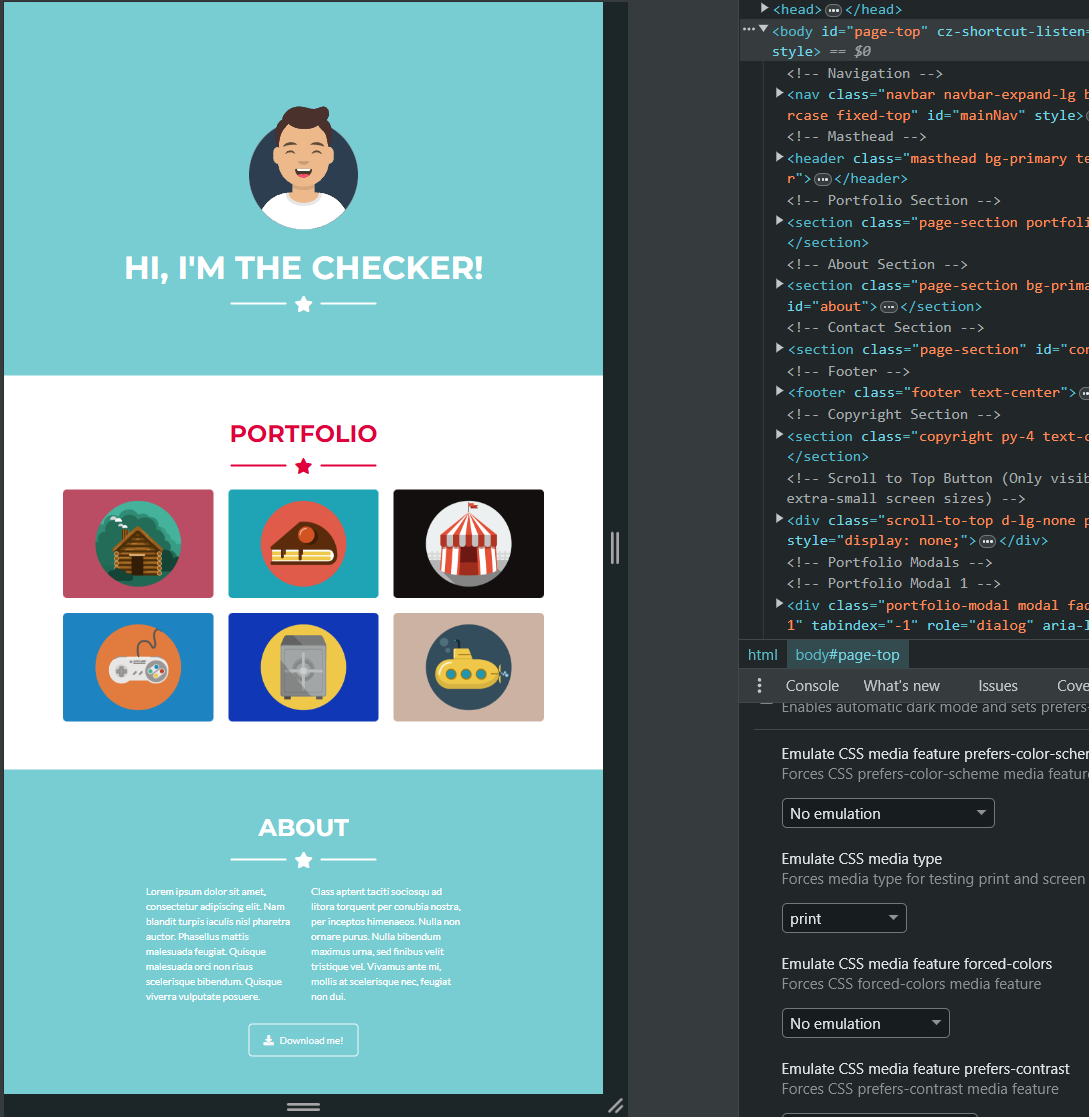 HI, I'M THE CHECKER!
PORTFOLIO
ABOUT
Lorem ipsum dolor sit amet,
consectetur adipiscing elit. Nam
blandit turpis iaculis nisl pharetra
auctor. Phasellus mattis
malesuada feugiat. Quisque
malesuada orci non risus
scelerisque bibendum. Quisque
viverra vulputate posuere.
Class aptent taciti sociosqu ad
litora torquent per conubia nostra,
per inceptos himenaeos. Nulla non
ornare purus. Nulla bibendum
maximus urna, sed finibus velit
tristique vel. Vivamus ante mi,
mollis at scelerisque nec, feugiat
non dui.
Download me!
<head> </head>
<body id="page-top" cz-shortcut-listen=
style> == $0
<!-- Navigation -->
<nav class="navbar navbar-expand-lg b
rcase fixed-top" id="mainNav" style>
<!-- Masthead -->
<header class="masthead bg-primary te
r"> </header>
<!-- Portfolio Section -->
<section class="page-section portfoli
</section>
<!-- About Section -->
<section class="page-section bg-prima
id="about"> </section>
<!-- Contact Section -->
<section class="page-section" id="con
<!-- Footer -->
<footer class="footer text-center">
<!-- Copyright Section -->
<section class="copyright py-4 text-c
</section>
<!-- Scroll to Top Button (Only visib
extra-small screen sizes) -->
<div class="scroll-to-top d-lg-none p
style="display: none;"> </div>
<!-- Portfolio Modals -->
<!-- Portfolio Modal 1 -->
<div class="portfolio-modal modal fad
1" tabindex="-1" role="dialog" aria-l
html body#page-top
Console What's new Issues Cove
Enables automatic dark mode and sets prefers-
Emulate CSS media feature prefers-color-schem
Forces CSS prefers-color-scheme media feature
No emulation
Emulate CSS media type
Forces media type for testing print and screen
print
Emulate CSS media feature forced-colors
Forces CSS forced-colors media feature
No emulation
Emulate CSS media feature prefers-contrast
Forces CSS prefers-contrast media feature